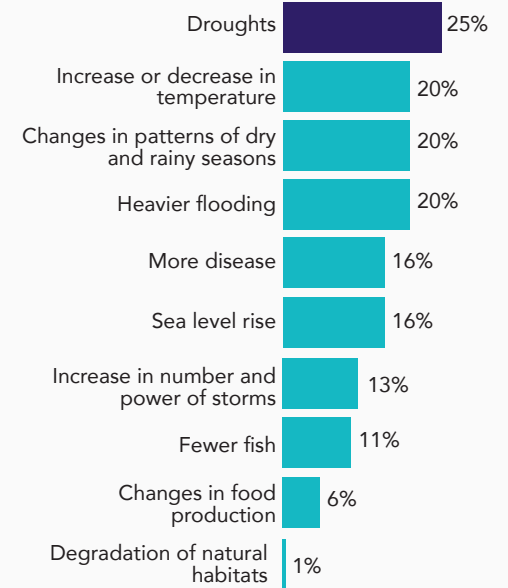 Droughts 25%
Increase or decrease in
temperature 20%
Changes in patterns of dry
and rainy seasons 20%
Heavier flooding 20%
More disease 16%
Sea level rise 16%
Increase in number and
power of storms 13%
Fewer fish 11%
Changes in food
production 6%
Degradation of natural
habitats 1%